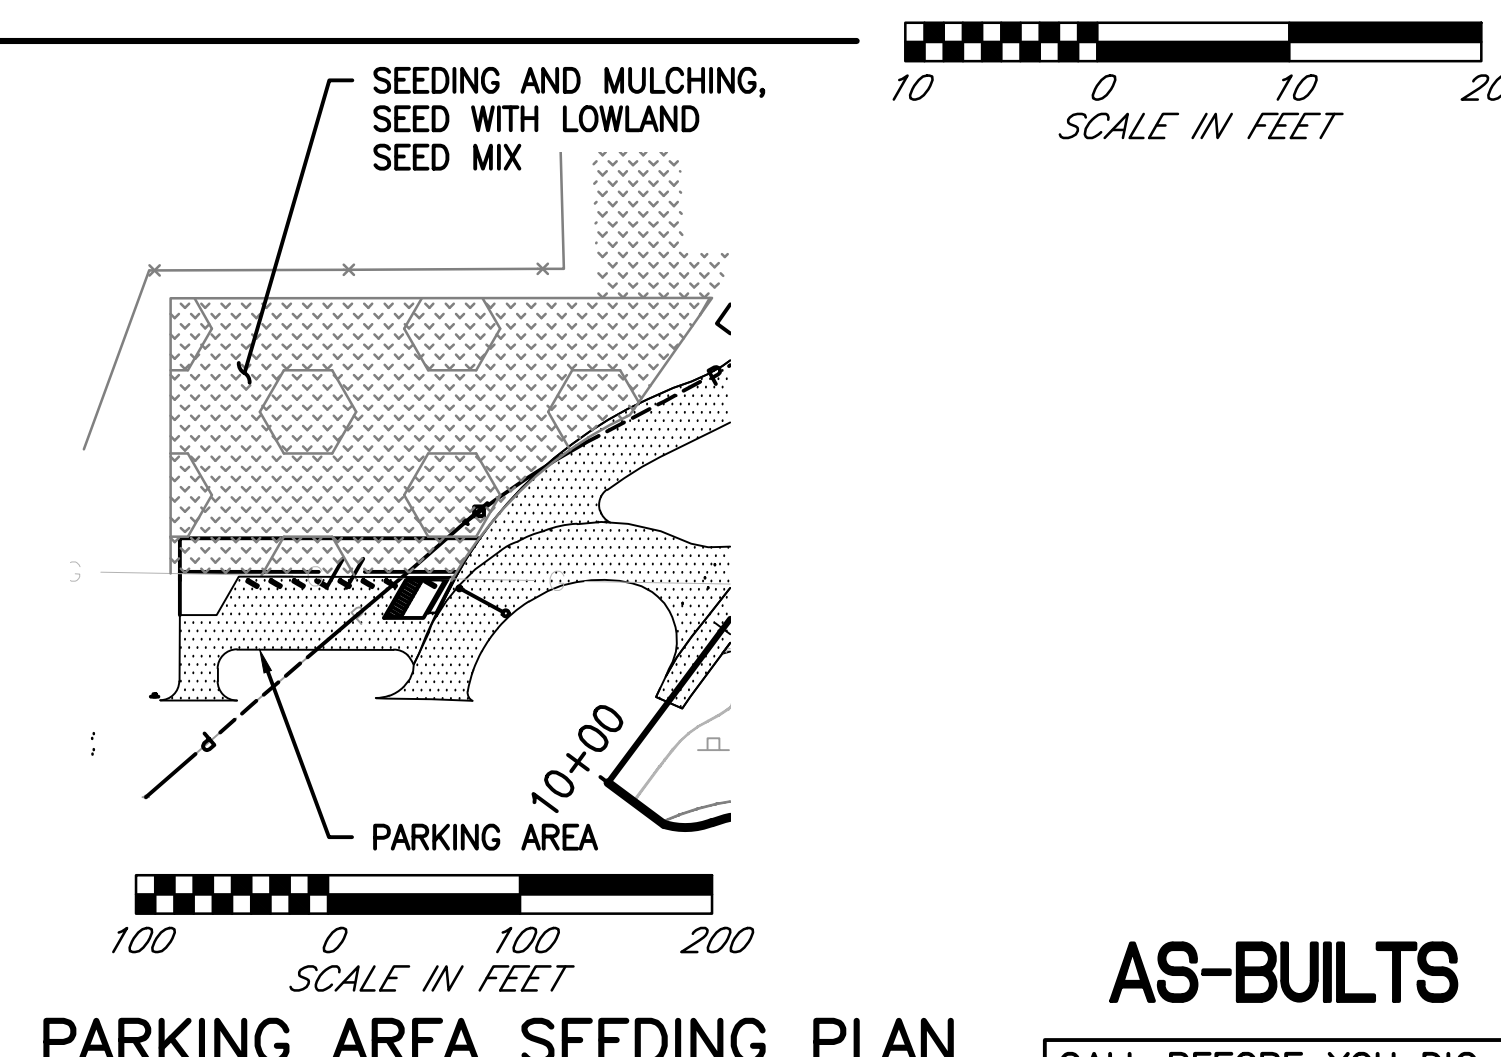 SEEDING AND MULCHING,
SEED WITH LOWLAND
SEED MIX
10 0 10 20
SCALE IN FEET
G
G
G
10+00
PARKING AREA
100 0 100 200
SCALE IN FEET
PARKING AREA SEEDING PLAN
AS-BUILTS
CALL BEFORE YOU DIG